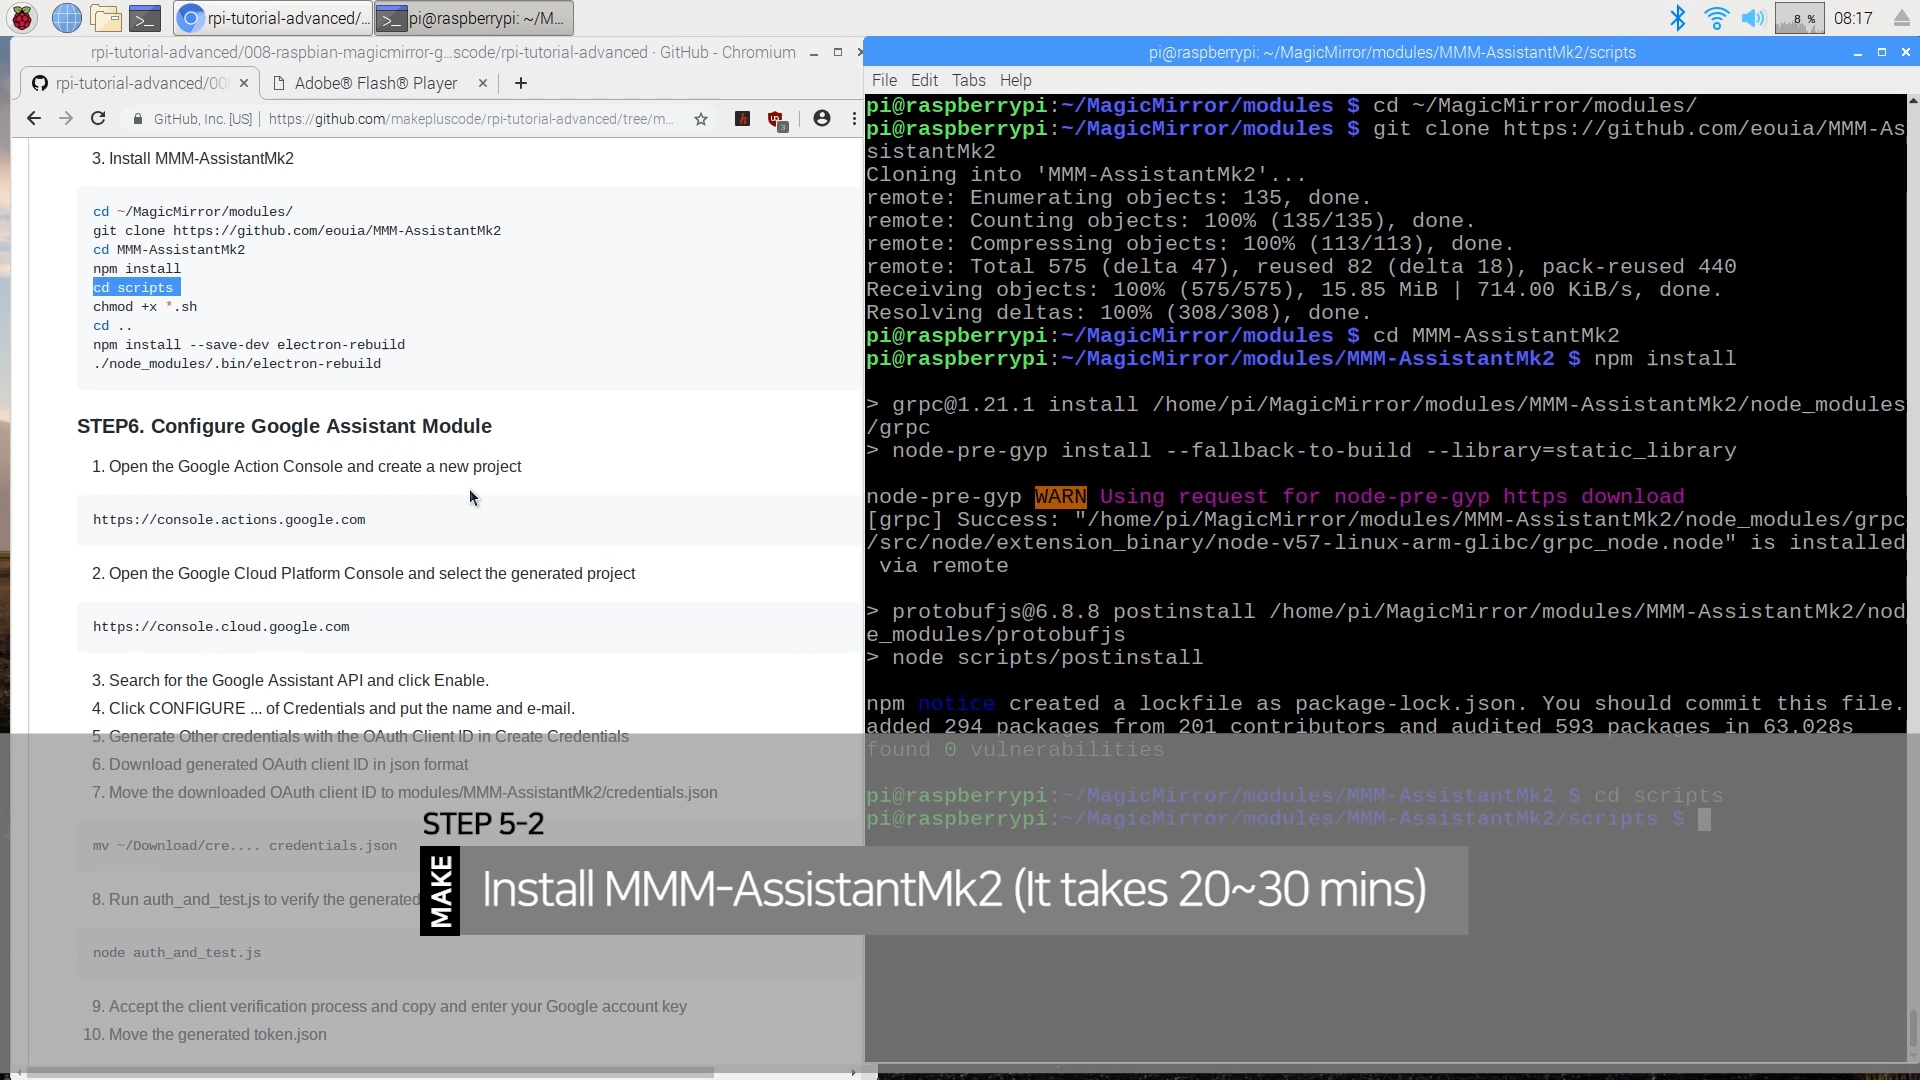 rpi-tutorial-advanced/...
pi@raspberrypi: ~/M...
8 %
08:17
rpi-tutorial-advanced/008-raspbian-magicmirror-g...scode/rpi-tutorial-advanced · GitHub - Chromium
rpi-tutorial-advanced/00
Adobe® Flash® Player
GitHub, Inc. [US] | https://github.com/makepluscode/rpi-tutorial-advanced/tree/m...
3. Install MMM-AssistantMk2
cd ~/MagicMirror/modules/
git clone https://github.com/eouia/MMM-AssistantMk2
cd MMM-AssistantMk2
npm install
cd scripts
chmod +x *.sh
cd ..
npm install --save-dev electron-rebuild
./node_modules/.bin/electron-rebuild
STEP6. Configure Google Assistant Module
1. Open the Google Action Console and create a new project
https://console.actions.google.com
2. Open the Google Cloud Platform Console and select the generated project
https://console.cloud.google.com
3. Search for the Google Assistant API and click Enable.
4. Click CONFIGURE ... of Credentials and put the name and e-mail.
5. Generate Other credentials with the OAuth Client ID in Create Credentials
6. Download generated OAuth client ID in json format
7. Move the downloaded OAuth client ID to modules/MMM-AssistantMk2/credentials.json
mv ~/Download/cre.... credentials.json
8. Run auth_and_test.js to verify the generated
node auth_and_test.js
9. Accept the client verification process and copy and enter your Google account key
10. Move the generated token.json
pi@raspberrypi: ~/MagicMirror/modules/MMM-AssistantMk2/scripts
File Edit Tabs Help
pi@raspberrypi:~/MagicMirror/modules $ cd ~/MagicMirror/modules/
pi@raspberrypi:~/MagicMirror/modules $ git clone https://github.com/eouia/MMM-As
sistantMk2
Cloning into 'MMM-AssistantMk2'...
remote: Enumerating objects: 135, done.
remote: Counting objects: 100% (135/135), done.
remote: Compressing objects: 100% (113/113), done.
remote: Total 575 (delta 47), reused 82 (delta 18), pack-reused 440
Receiving objects: 100% (575/575), 15.85 MiB | 714.00 KiB/s, done.
Resolving deltas: 100% (308/308), done.
pi@raspberrypi:~/MagicMirror/modules $ cd MMM-AssistantMk2
pi@raspberrypi:~/MagicMirror/modules/MMM-AssistantMk2 $ npm install
> grpc@1.21.1 install /home/pi/MagicMirror/modules/MMM-AssistantMk2/node_modules
/grpc
> node-pre-gyp install --fallback-to-build --library=static_library
node-pre-gyp WARN Using request for node-pre-gyp https download
[grpc] Success: "/home/pi/MagicMirror/modules/MMM-AssistantMk2/node_modules/grpc
/src/node/extension_binary/node-v57-linux-arm-glibc/grpc_node.node" is installed
via remote
> protobufjs@6.8.8 postinstall /home/pi/MagicMirror/modules/MMM-AssistantMk2/nod
e_modules/protobufjs
> node scripts/postinstall
npm notice created a lockfile as package-lock.json. You should commit this file.
added 294 packages from 201 contributors and audited 593 packages in 63.028s
found 0 vulnerabilities
pi@raspberrypi:~/MagicMirror/modules/MMM-AssistantMk2 $ cd scripts
pi@raspberrypi:~/MagicMirror/modules/MMM-AssistantMk2/scripts $
STEP 5-2
MAKE
Install MMM-AssistantMk2 (It takes 20~30 mins)